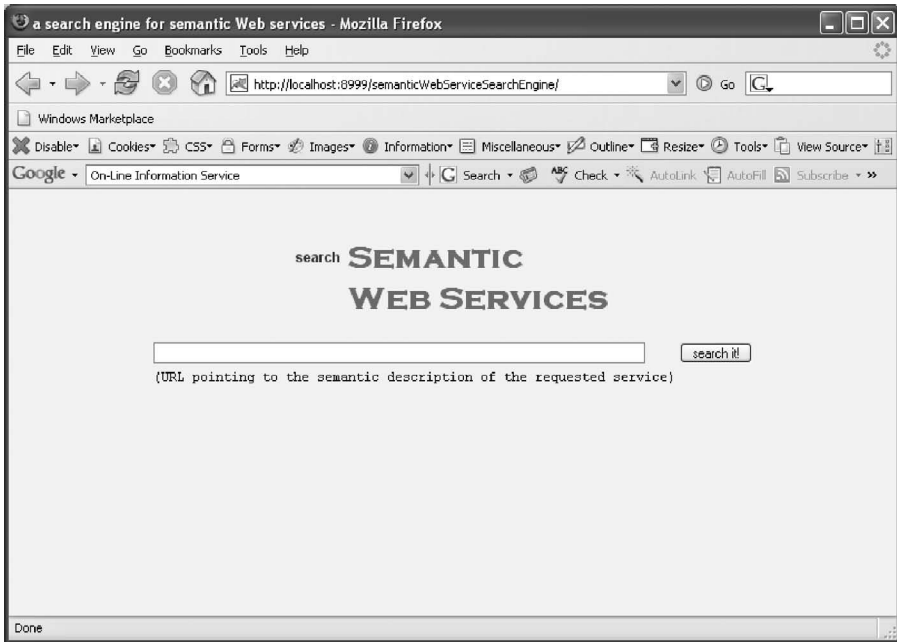 a search engine for semantic Web services - Mozilla Firefox
File Edit View Go Bookmarks Tools Help
http://localhost:8999/semanticWebServiceSearchEngine/ Go G
Windows Marketplace
Disable Cookies CSS Forms Images Information Miscellaneous Outline Resize Tools View Source
Google On-Line Information Service G Search ABC Check AutoLink AutoFill Subscribe »
search SEMANTIC
WEB SERVICES
search it!
(URL pointing to the semantic description of the requested service)
Done